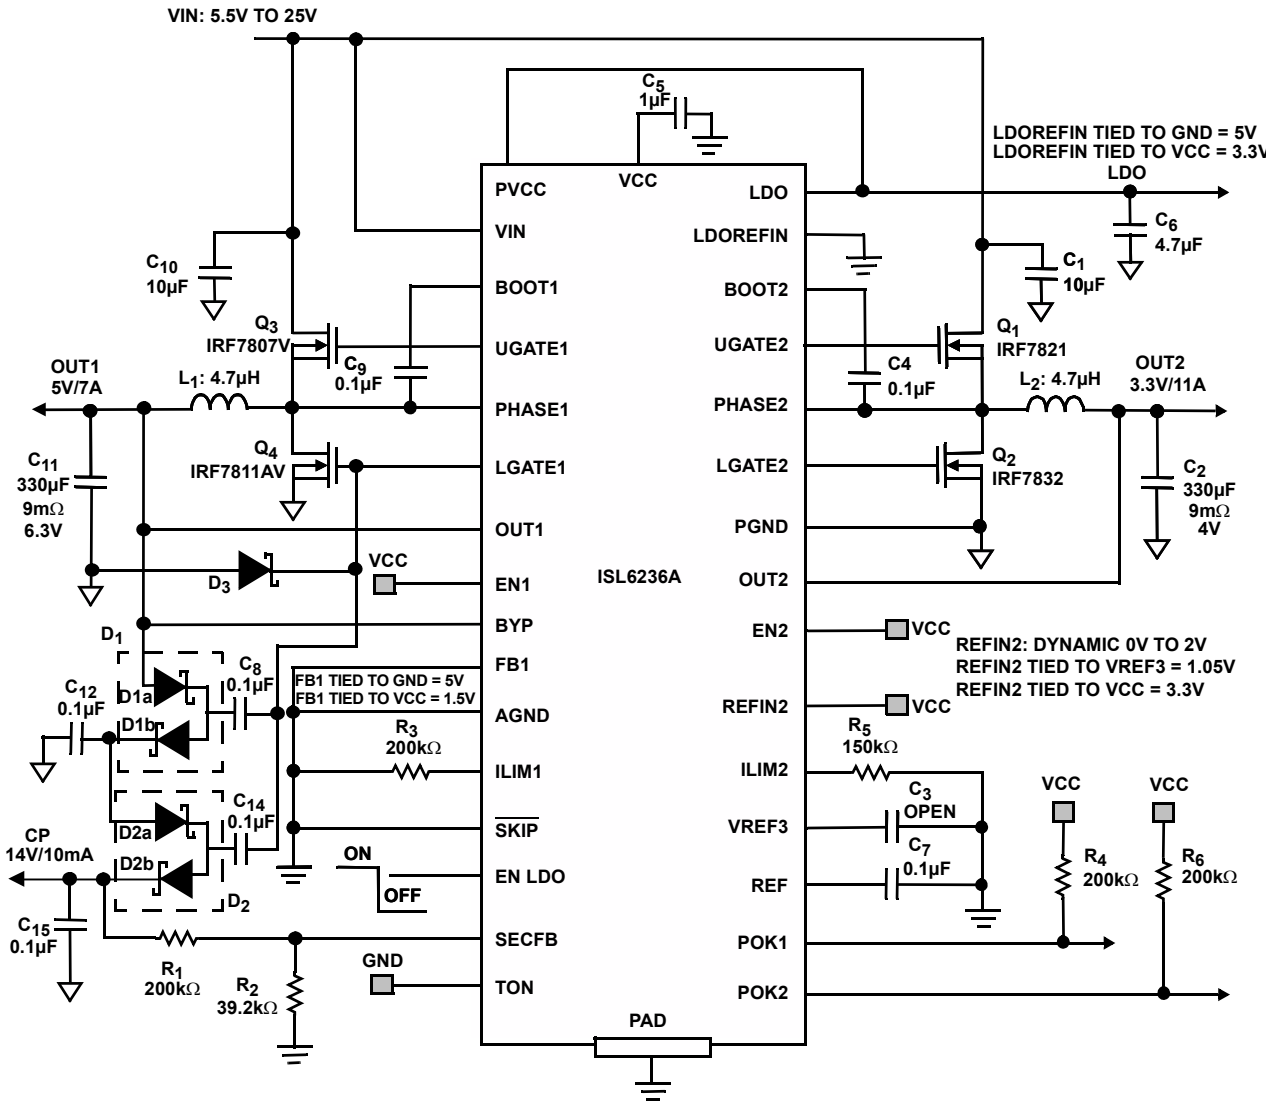 VIN: 5.5V TO 25V
C5
1µF
LDOREFIN TIED TO GND = 5V
LDOREFIN TIED TO VCC = 3.3V
LDO
PVCC
VCC
LDO
VIN
LDOREFIN
C6
4.7µF
C10
10µF
C1
10µF
BOOT1
BOOT2
Q3
IRF7807V
C9
0.1µF
UGATE1
UGATE2
C4
0.1µF
Q1
IRF7821
OUT1
5V/7A
L1: 4.7µH
L2: 4.7µH
OUT2
3.3V/11A
PHASE1
PHASE2
Q4
IRF7811AV
LGATE1
LGATE2
Q2
IRF7832
C11
330µF
9mΩ
6.3V
C2
330µF
9mΩ
4V
OUT1
PGND
D3
VCC
EN1
ISL6236A
OUT2
BYP
EN2
VCC
REFIN2: DYNAMIC 0V TO 2V
REFIN2 TIED TO VREF3 = 1.05V
REFIN2 TIED TO VCC = 3.3V
D1
FB1
C8
0.1µF
FB1 TIED TO GND = 5V
FB1 TIED TO VCC = 1.5V
C12
0.1µF
D1a
D1b
AGND
REFIN2
VCC
R3
200kΩ
R5
150kΩ
ILIM1
ILIM2
VCC
VCC
C14
0.1µF
C3
OPEN
CP
14V/10mA
D2a
D2b
SKIP
VREF3
ON
OFF
C7
0.1µF
R4
200kΩ
R6
200kΩ
EN LDO
REF
D2
C15
0.1µF
SECFB
POK1
R1
200kΩ
R2
39.2kΩ
GND
TON
POK2
PAD